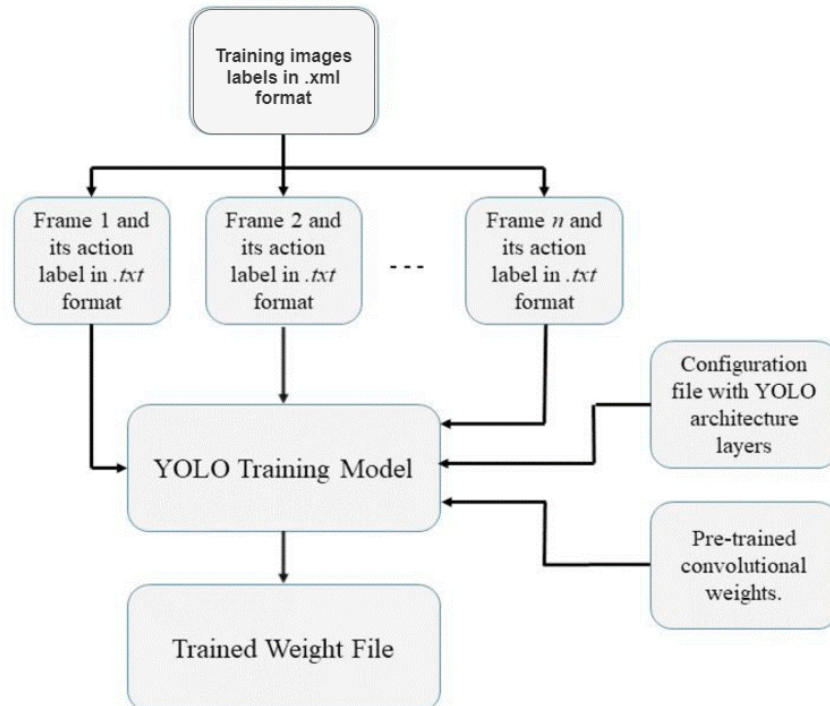 Training images
labels in .xml
format
Frame 1 and
its action
label in .txt
format
Frame 2 and
its action
label in .txt
format
- - -
Frame n and
its action
label in .txt
format
Configuration
file with YOLO
architecture
layers
YOLO Training Model
Pre-trained
convolutional
weights.
Trained Weight File